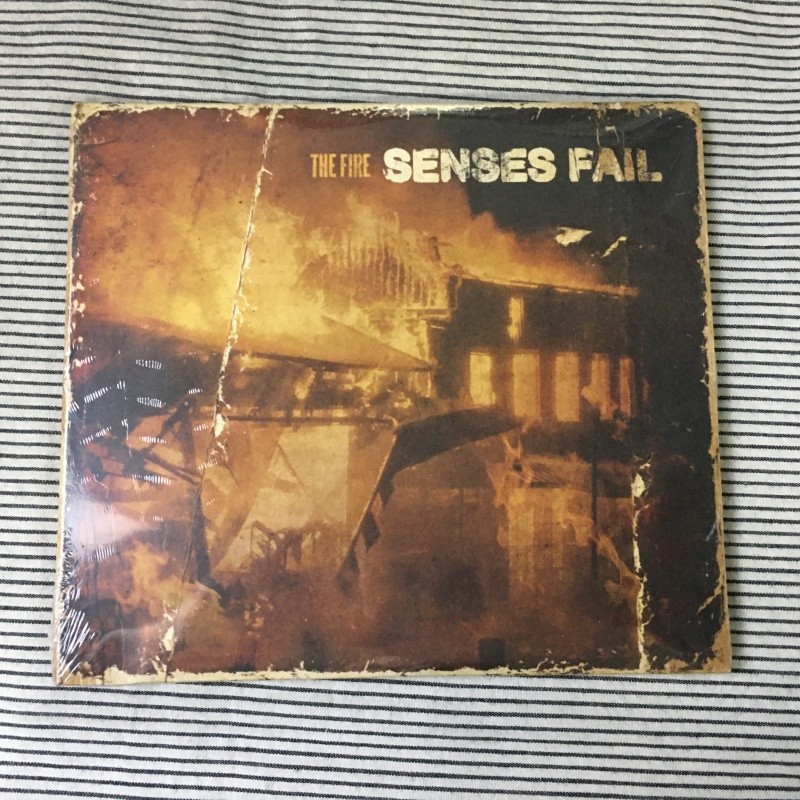 THE FIRE SENSES FAIL